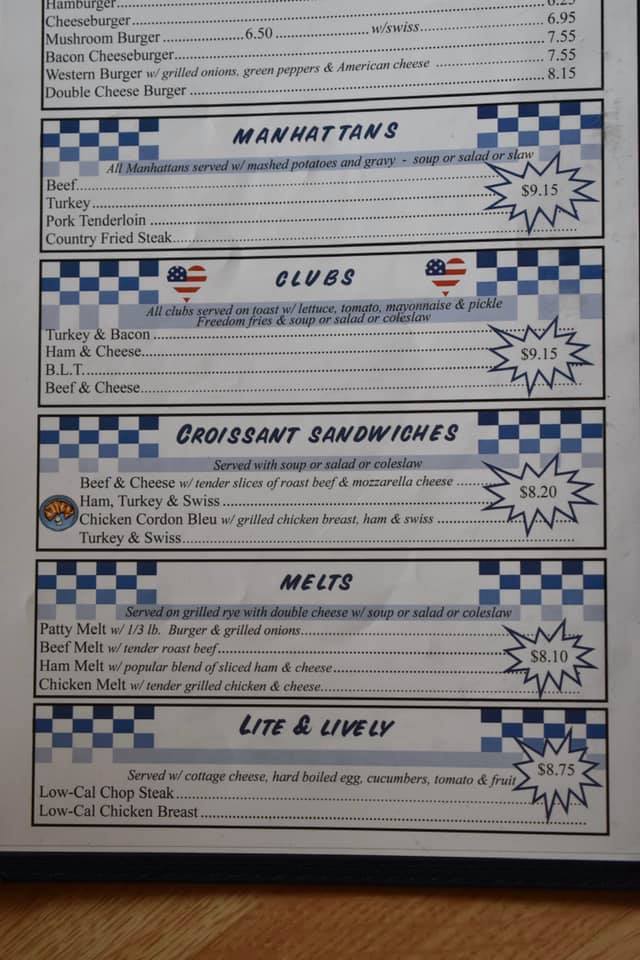 Hamburger
Cheeseburger 6.25
Mushroom Burger 6.50 w/swiss 6.95
Bacon Cheeseburger 7.55
Western Burger w/ grilled onions, green peppers & American cheese 7.55
Double Cheese Burger 8.15
MANHATTANS
All Manhattans served w/ mashed potatoes and gravy - soup or salad or slaw
Beef
$9.15
Turkey
Pork Tenderloin
Country Fried Steak
CLUBS
All clubs served on toast w/ lettuce, tomato, mayonnaise & pickle
Freedom fries & soup or salad or coleslaw
Turkey & Bacon
Ham & Cheese
$9.15
B.L.T.
Beef & Cheese
CROISSANT SANDWICHES
Served with soup or salad or coleslaw
Beef & Cheese w/ tender slices of roast beef & mozzarella cheese
$8.20
Ham, Turkey & Swiss
Chicken Cordon Bleu w/ grilled chicken breast, ham & swiss
Turkey & Swiss
MELTS
Served on grilled rye with double cheese w/ soup or salad or coleslaw
Patty Melt w/ 1/3 lb. Burger & grilled onions
Beef Melt w/ tender roast beef
$8.10
Ham Melt w/ popular blend of sliced ham & cheese
Chicken Melt w/ tender grilled chicken & cheese
LITE & LIVELY
Served w/ cottage cheese, hard boiled egg, cucumbers, tomato & fruit
$8.75
Low-Cal Chop Steak
Low-Cal Chicken Breast